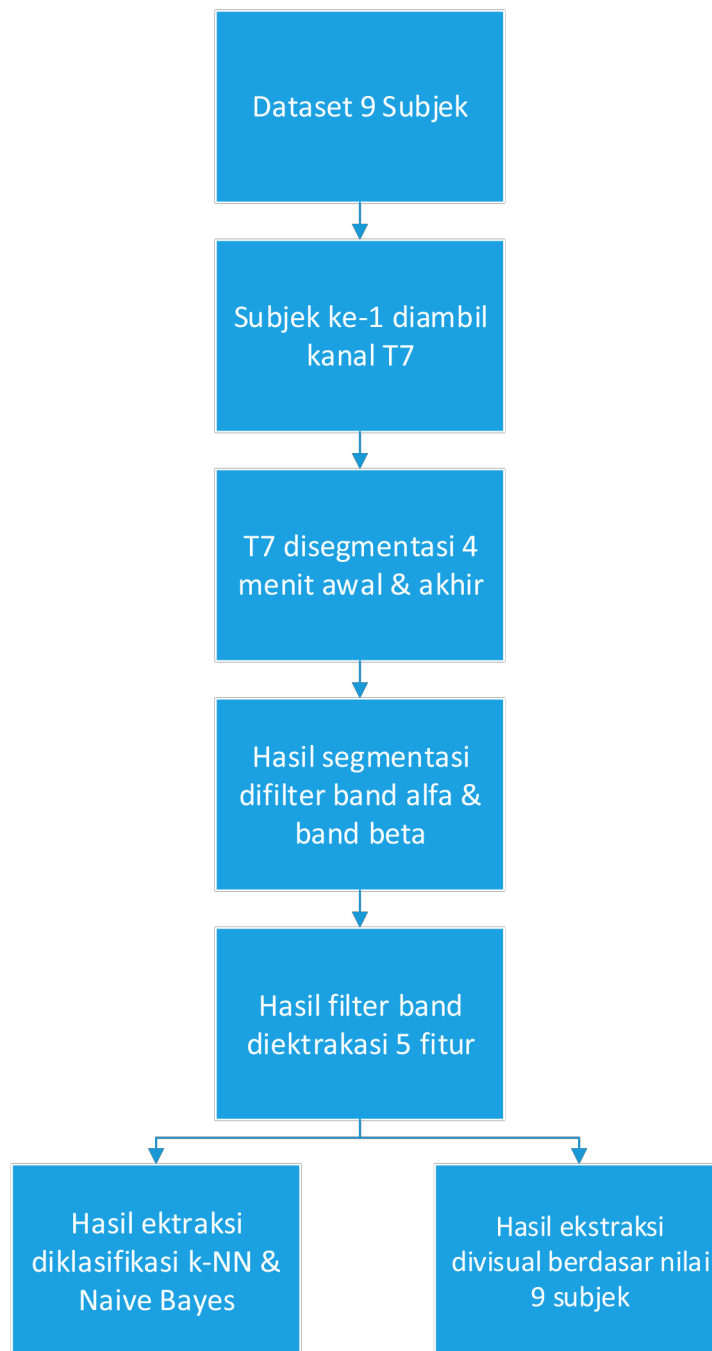 Dataset 9 Subjek
Subjek ke-1 diambil
kanal T7
T7 disegmentasi 4
menit awal & akhir
Hasil segmentasi
difilter band alfa &
band beta
Hasil filter band
diektrakasi 5 fitur
Hasil ektraksi
diklasifikasi k-NN &
Naive Bayes
Hasil ekstraksi
divisual berdasar nilai
9 subjek